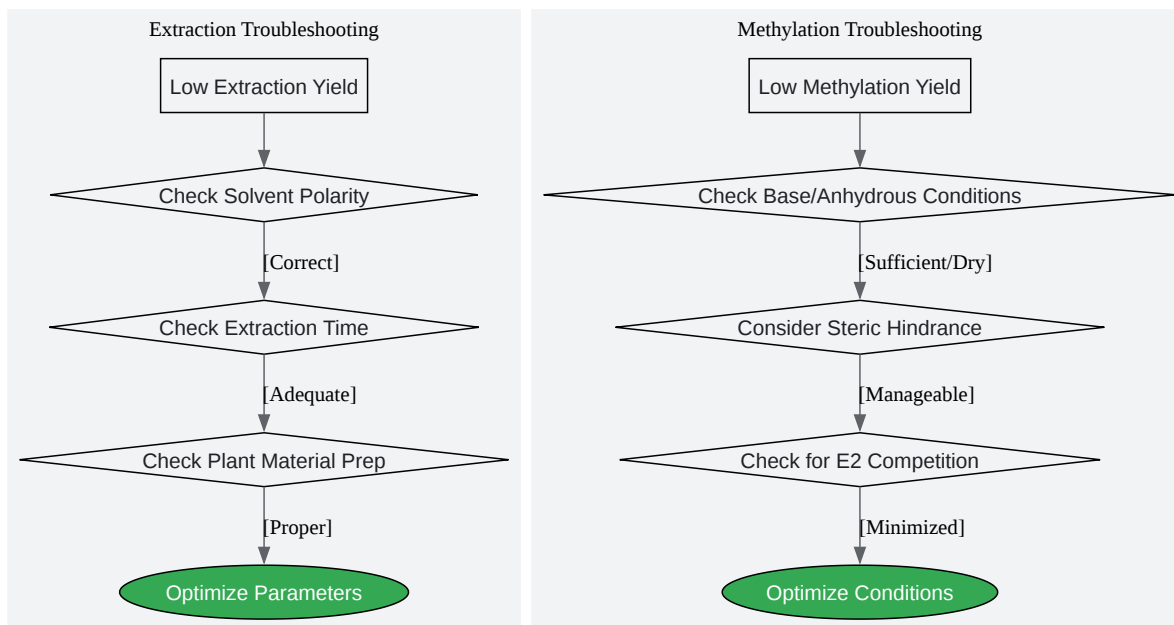 Extraction Troubleshooting
Low Extraction Yield
Check Solvent Polarity
[Correct]
Check Extraction Time
[Adequate]
Check Plant Material Prep
[Proper]
Optimize Parameters
Methylation Troubleshooting
Low Methylation Yield
Check Base/Anhydrous Conditions
[Sufficient/Dry]
Consider Steric Hindrance
[Manageable]
Check for E2 Competition
[Minimized]
Optimize Conditions